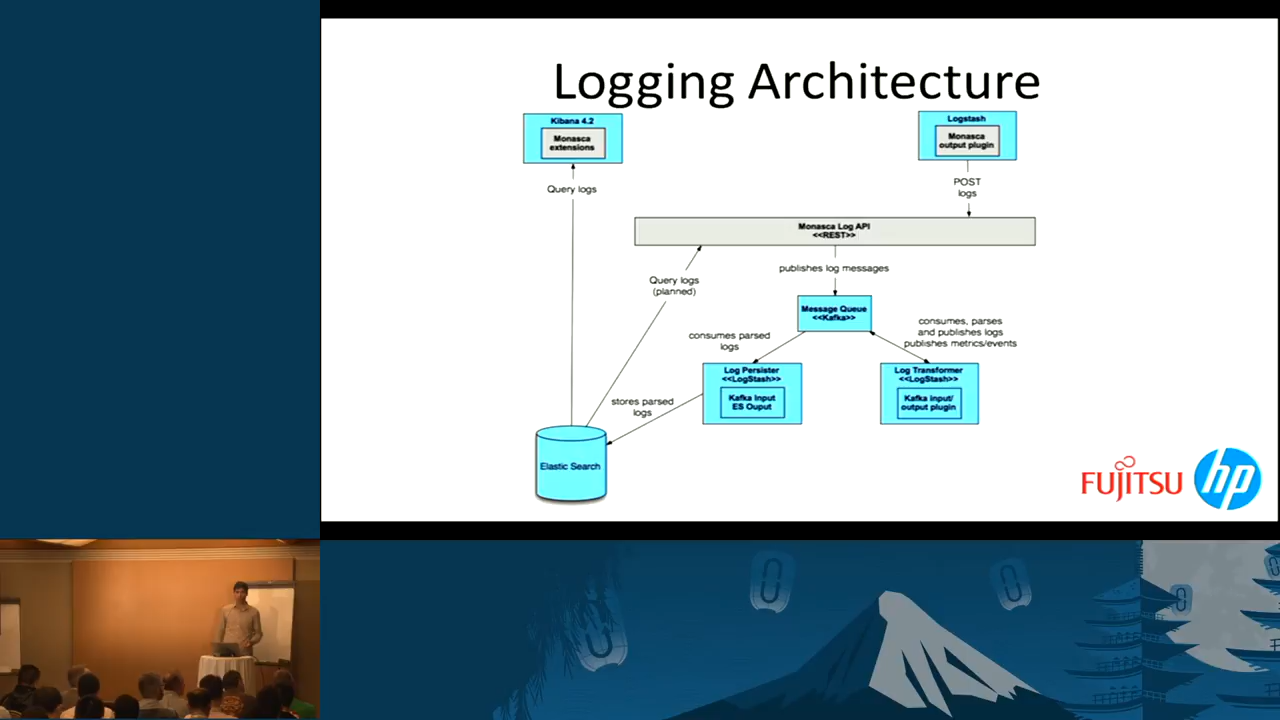 Logging Architecture
Kibana 4.2
Monasca
extensions
Logstash
Monasca
output plugin
Query logs
POST
logs
Monasca Log API
<<REST>>
Query logs
(planned)
publishes log messages
Message Queue
<<Kafka>>
consumes parsed
logs
consumes, parses
and publishes logs
publishes metrics/events
Log Persister
<<LogStash>>
Kafka Input
ES Ouput
Log Transformer
<<LogStash>>
Kafka input/
output plugin
stores parsed
logs
Elastic Search
FUJITSU
hp